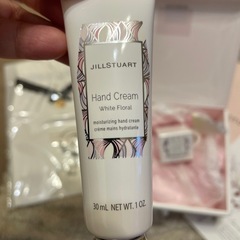 JILLSTUART
Hand Cream
White Floral
moisturizing hand cream
crème mains hydratante
30 mL NET. WT. 1 OZ.